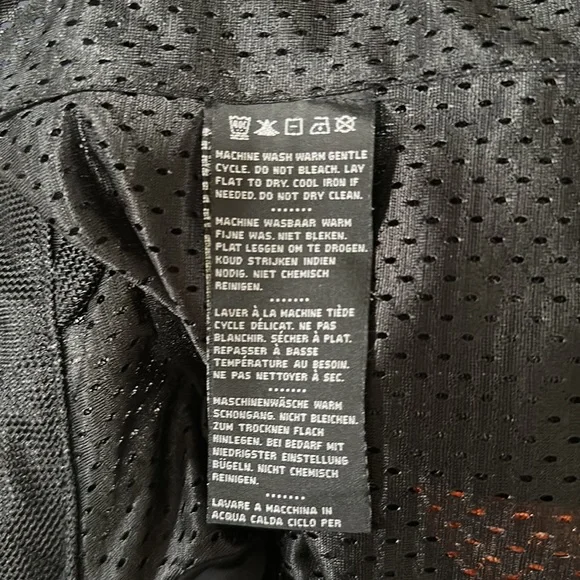 MACHINE WASH WARM GENTLE
CYCLE. DO NOT BLEACH. LAY
FLAT TO DRY. COOL IRON IF
NEEDED. DO NOT DRY CLEAN.
MACHINE WASBAAR WARM
FIJNE WAS. NIET BLEKEN.
PLAT LEGGEN OM TE DROGEN.
KOUD STRIJKEN INDIEN
NODIG. NIET CHEMISCH
REINIGEN.
LAVER À LA MACHINE TIÈDE
CYCLE DÉLICAT. NE PAS
BLANCHIR. SÉCHER À PLAT.
REPASSER À BASSE
TEMPÉRATURE AU BESOIN.
NE PAS NETTOYER À SEC.
MASCHINENWÄSCHE WARM
SCHONGANG. NICHT BLEICHEN.
ZUM TROCKNEN FLACH
HINLEGEN. BEI BEDARF MIT
NIEDRIGSTER EINSTELLUNG
BÜGELN. NICHT CHEMISCH
REINIGEN.
LAVARE A MACCHINA IN
ACQUA CALDA CICLO PER